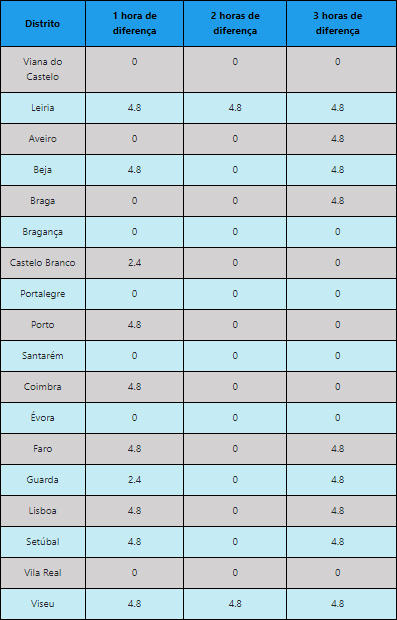 Distrito 1 hora de diferença 2 horas de diferença 3 horas de diferença
Viana do Castelo 0 0 0
Leiria 4.8 4.8 4.8
Aveiro 0 0 4.8
Beja 4.8 0 4.8
Braga 0 0 4.8
Bragança 0 0 0
Castelo Branco 2.4 0 0
Portalegre 0 0 0
Porto 4.8 0 0
Santarém 0 0 0
Coimbra 4.8 0 0
Évora 0 0 0
Faro 4.8 0 4.8
Guarda 2.4 0 4.8
Lisboa 4.8 0 4.8
Setúbal 4.8 0 4.8
Vila Real 0 0 0
Viseu 4.8 4.8 4.8